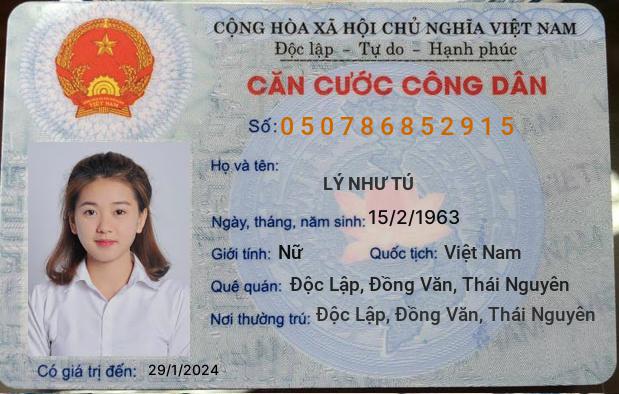 CỘNG HÒA XÃ HỘI CHỦ NGHĨA VIỆT NAM
Độc lập - Tự do - Hạnh phúc
CĂN CƯỚC CÔNG DÂN
Số: 050786852915
Họ và tên:
LÝ NHƯ TÚ
Ngày, tháng, năm sinh: 15/2/1963
Giới tính: Nữ Quốc tịch: Việt Nam
Quê quán: Độc Lập, Đồng Văn, Thái Nguyên
Nơi thường trú: Độc Lập, Đồng Văn, Thái Nguyên
Có giá trị đến: 29/1/2024
VIỆT NAM